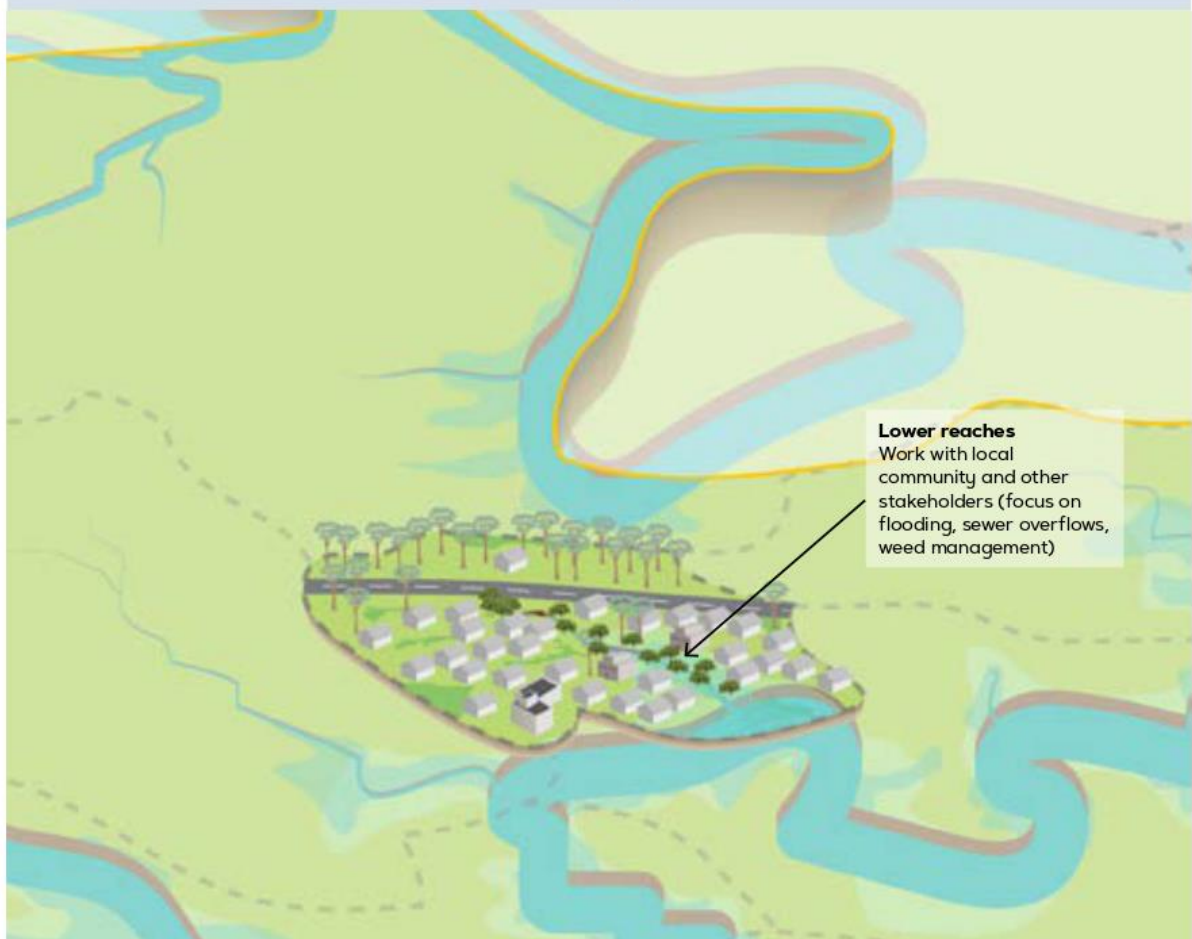 Lower reaches
Work with local
community and other
stakeholders (focus on
flooding, sewer overflows,
weed management)